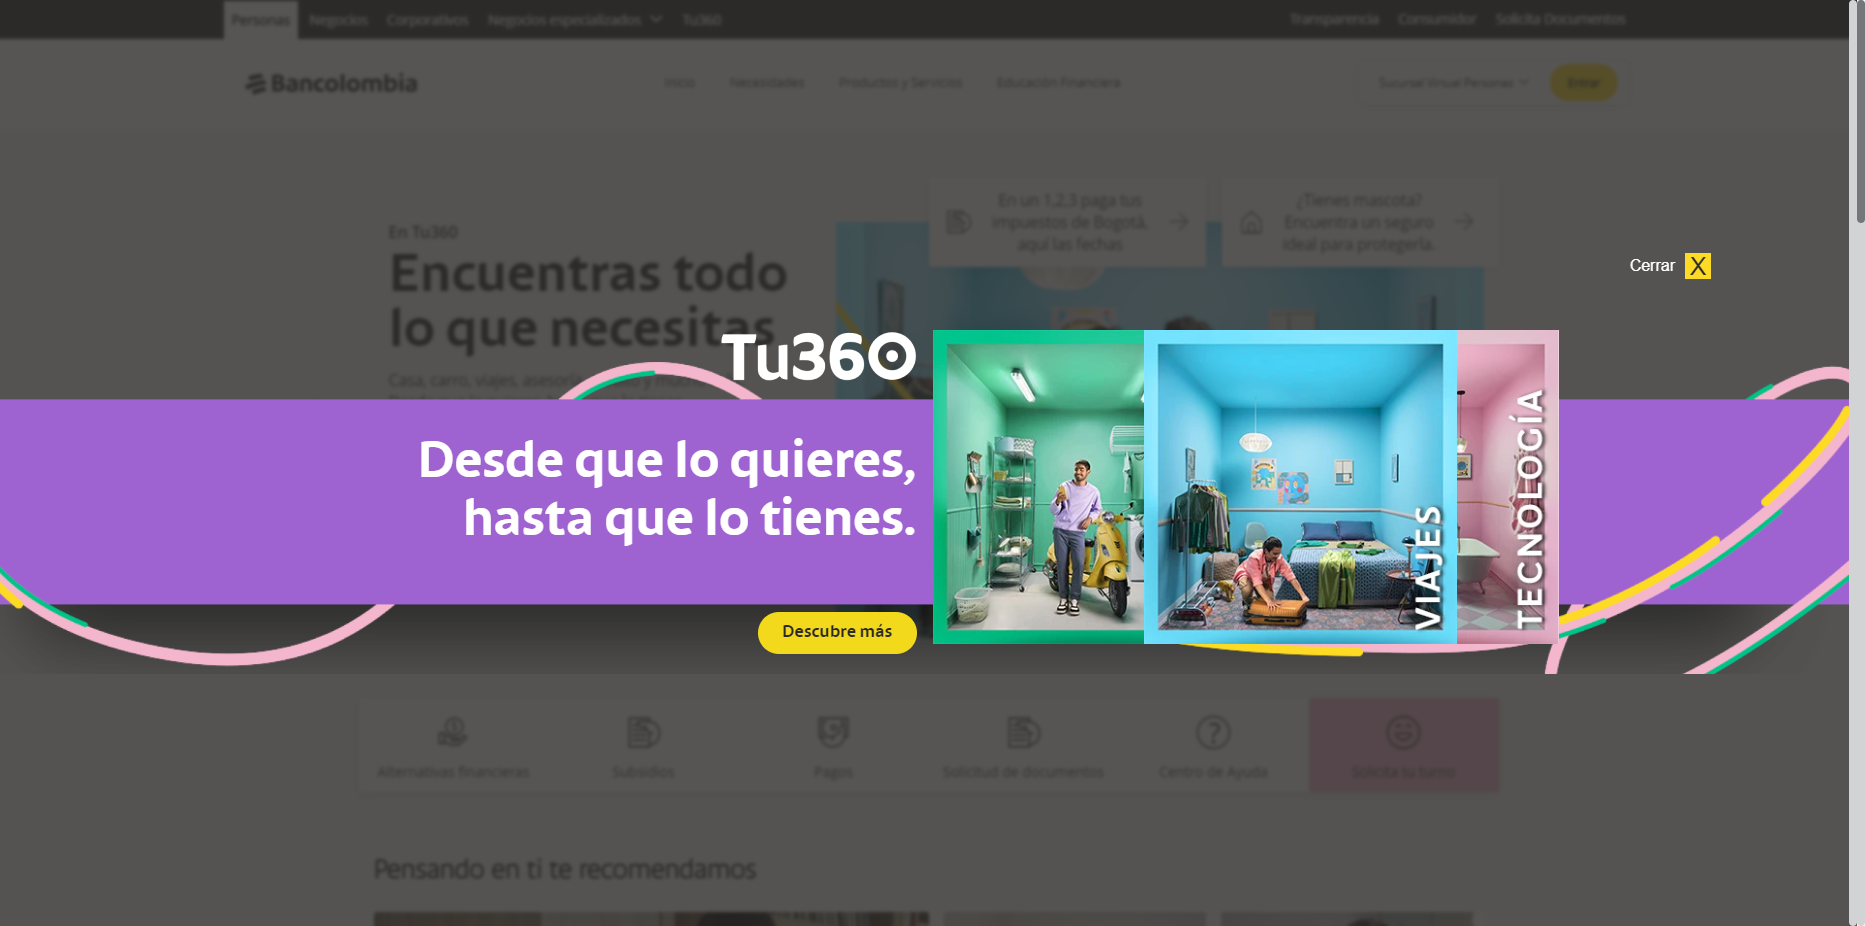 Personas
Negocios
Corporativos
Negocios especializados
Tu360
Transparencia
Consumidor
Solicita Documentos
Bancolombia
Inicio
Necesidades
Productos y Servicios
Educación Financiera
Sucursal Virtual Personas
Entrar
En un 1,2,3 paga tus
impuestos de Bogotá,
aquí las fechas
¿Tienes mascota?
Encuentra un seguro
ideal para protegerla.
En Tu360
Encuentras todo
lo que necesitas
Casa, carro, viajes, asesoría
Cerrar X
Tu360
Desde que lo quieres,
hasta que lo tienes.
Descubre más
VIAJES
TECNOLOGÍA
Alternativas financieras
Subsidios
Pagos
Solicitud de documentos
Centro de Ayuda
Solicita tu turno
Pensando en ti te recomendamos